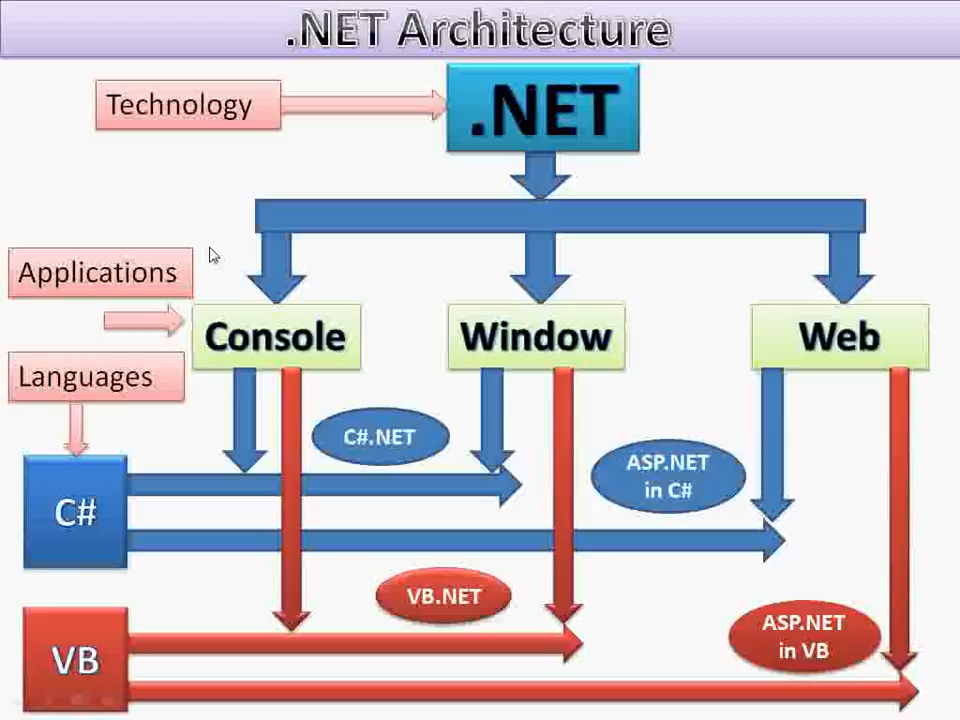 .NET Architecture
Technology
.NET
Applications
Console
Window
Web
Languages
C#.NET
ASP.NET
in C#
C#
VB.NET
ASP.NET
in VB
VB